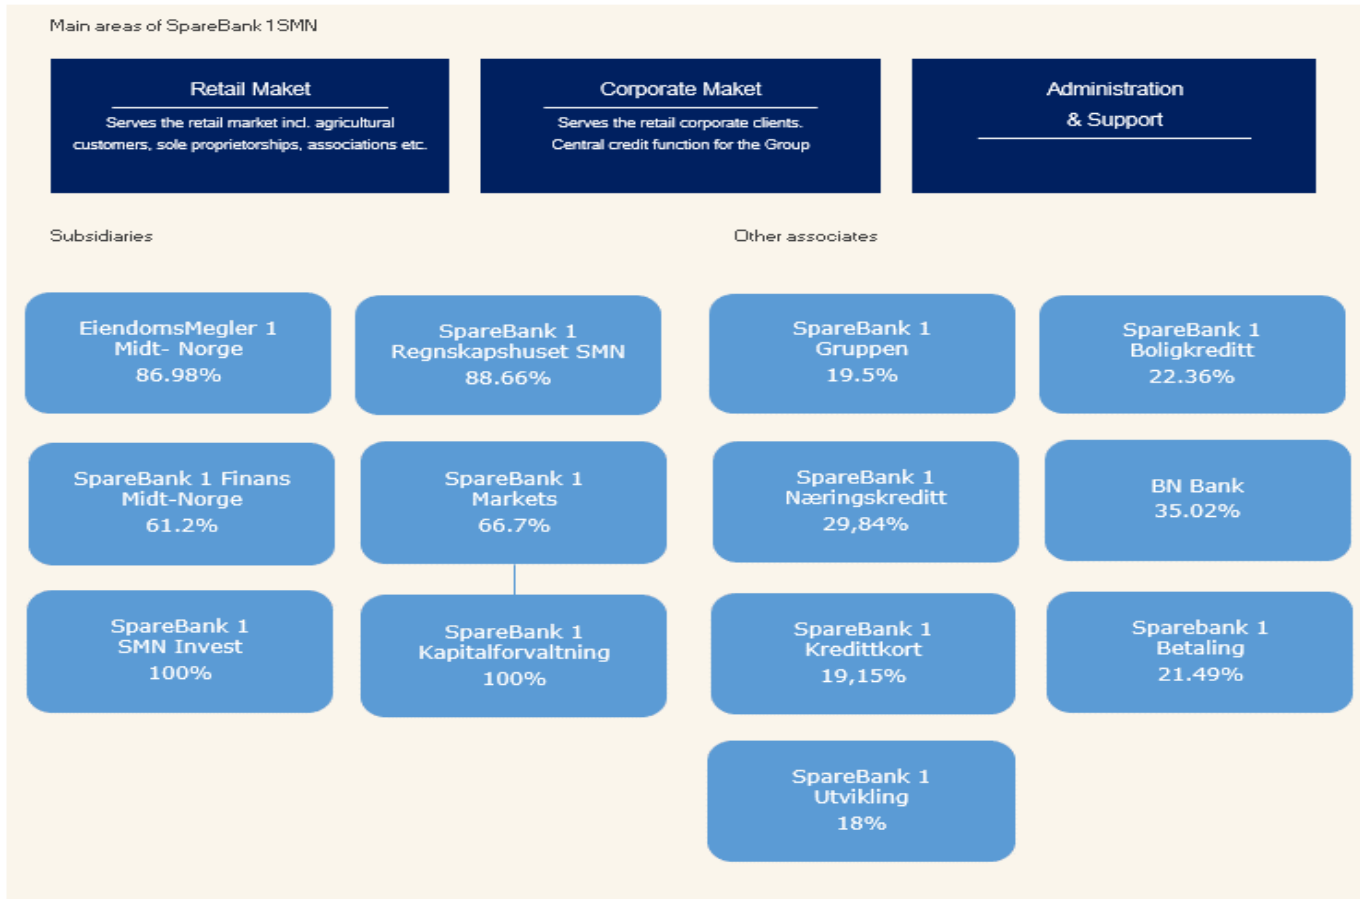 Main areas of SpareBank 1SMN
Retail Maket
Serves the retail market incl. agricultural
customers, sole proprietorships, associations etc.
Corporate Maket
Serves the retail corporate clients.
Central credit function for the Group
Administration
& Support
Subsidiaries
Other associates
EiendomsMegler 1
Midt- Norge
86.98%
SpareBank 1
Regnskapshuset SMN
88.66%
SpareBank 1
Gruppen
19.5%
SpareBank 1
Boligkreditt
22.36%
SpareBank 1 Finans
Midt-Norge
61.2%
SpareBank 1
Markets
66.7%
SpareBank 1
Næringskreditt
29,84%
BN Bank
35.02%
SpareBank 1
SMN Invest
100%
SpareBank 1
Kapitalforvaltning
100%
SpareBank 1
Kredittkort
19,15%
Sparebank 1
Betaling
21.49%
SpareBank 1
Utvikling
18%